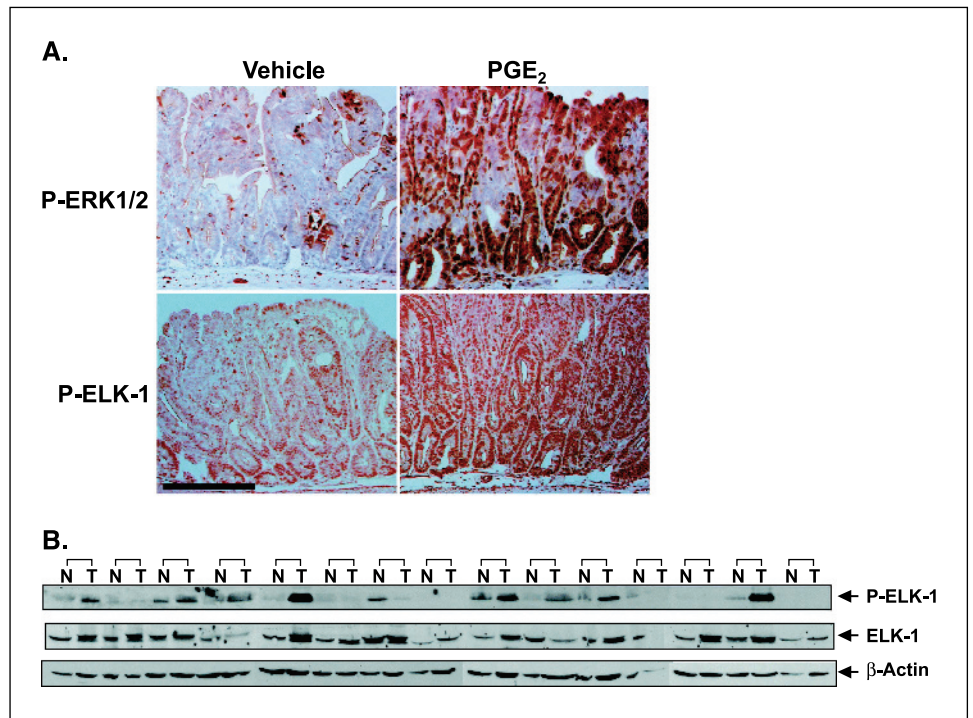 A.
Vehicle PGE₂
P-ERK1/2
P-ELK-1
B.
N T N T N T N T N T N T N T N T N T N T N T N T N T N T N T
P-ELK-1
ELK-1
β-Actin